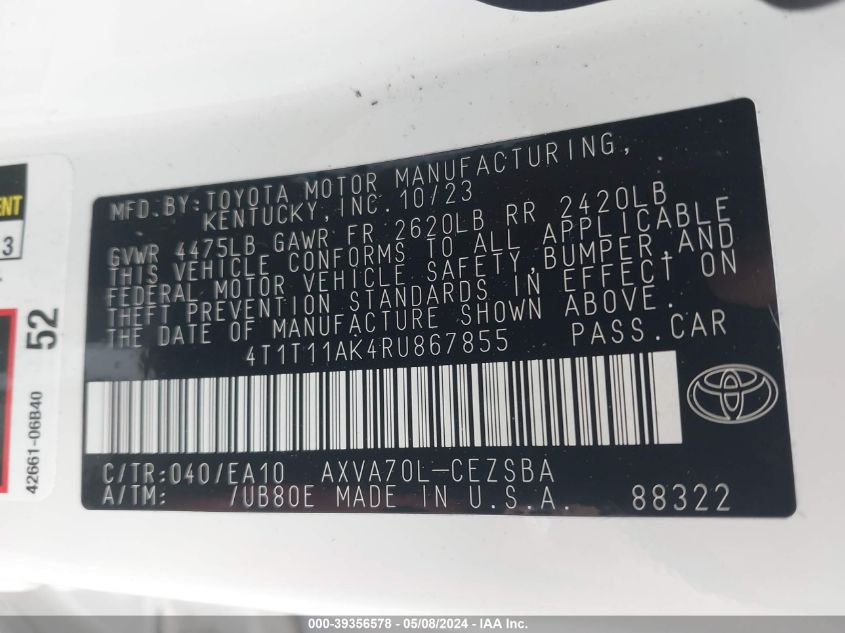 MFD. BY: TOYOTA MOTOR MANUFACTURING,
KENTUCKY, INC. 10/23
GVWR 4475LB GAWR FR 2620LB RR 2420LB
THIS VEHICLE CONFORMS TO ALL APPLICABLE
FEDERAL MOTOR VEHICLE SAFETY, BUMPER, AND
THEFT PREVENTION STANDARDS IN EFFECT ON
THE DATE OF MANUFACTURE SHOWN ABOVE.
4T1T11AK4RU867855 PASS.CAR
C/TR: 040/EA10 AXVA70L-CEZSBA
A/TM: /UB80E MADE IN U.S.A. 88322
3
52
42661-06B40
000-39356578 - 05/08/2024 - IAA Inc.